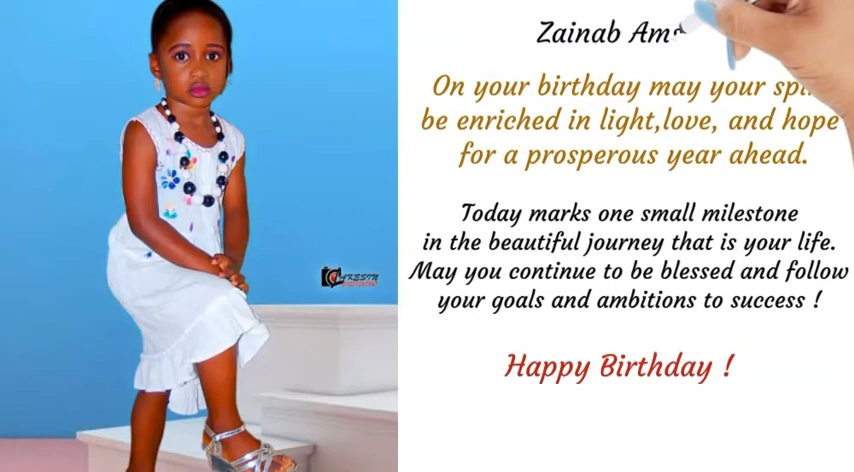 Zainab Am
On your birthday may your
be enriched in light,love, and hope
for a prosperous year ahead.
Today marks one small milestone
in the beautiful journey that is your life.
May you continue to be blessed and follow
your goals and ambitions to success !
Happy Birthday !